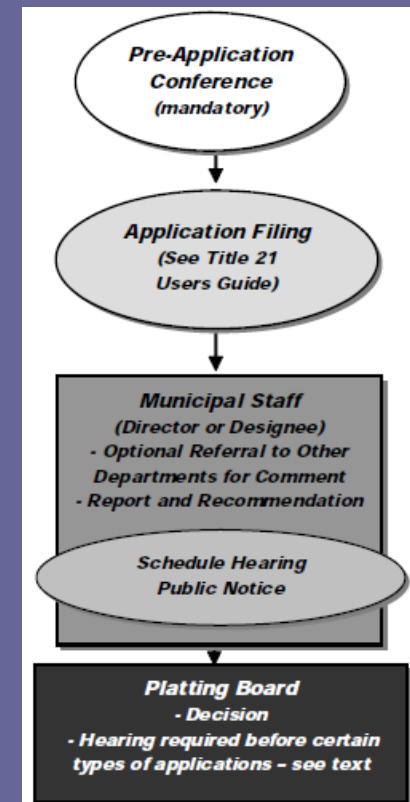 Pre-Application
Conference
(mandatory)
Application Filing
(See Title 21
Users Guide)
Municipal Staff
(Director or Designee)
- Optional Referral to Other
Departments for Comment
- Report and Recommendation
Schedule Hearing
Public Notice
Platting Board
- Decision
- Hearing required before certain
types of applications – see text